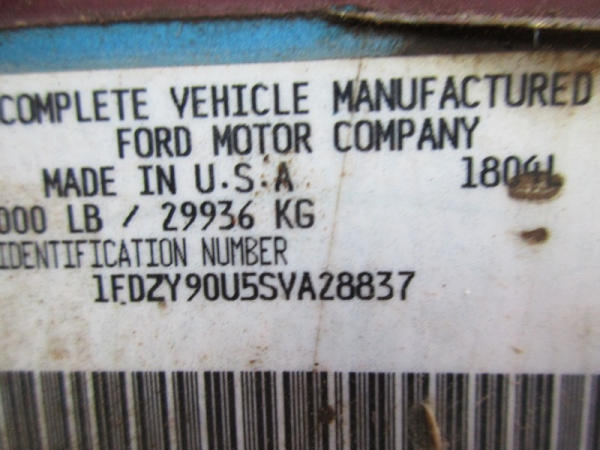 COMPLETE VEHICLE MANUFACTURED
FORD MOTOR COMPANY
MADE IN U.S.A
000 LB / 29936 KG
IDENTIFICATION NUMBER
1FDZY90U5SVA28837